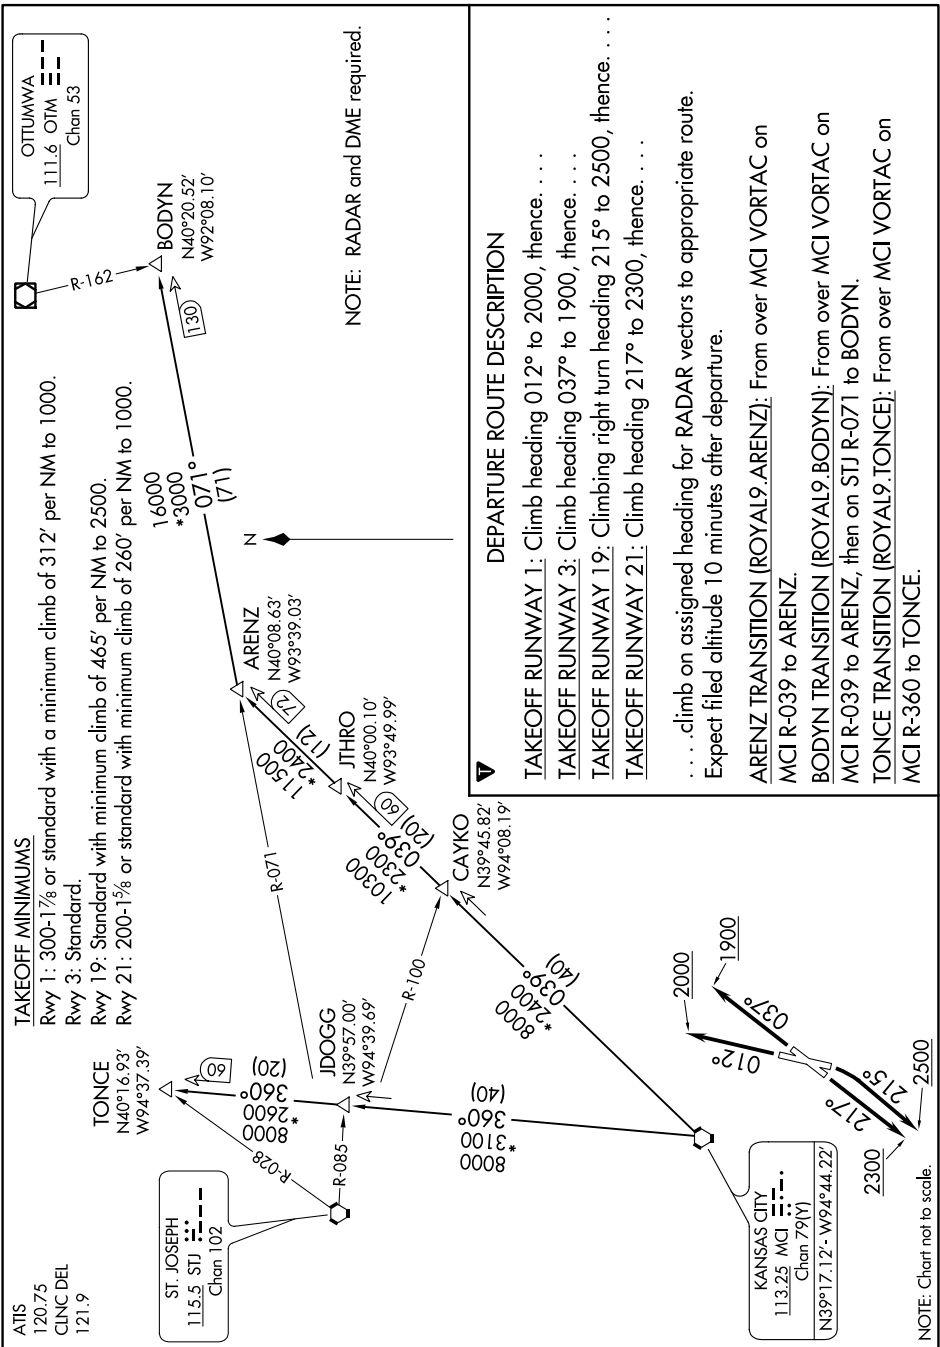 ATIS
120.75
CLNC DEL
121.9
TAKEOFF MINIMUMS
Rwy 1: 300-1⅞ or standard with a minimum climb of 312' per NM to 1000.
Rwy 3: Standard.
Rwy 19: Standard with minimum climb of 465' per NM to 2500.
Rwy 21: 200-1⅝ or standard with minimum climb of 260' per NM to 1000.
OTTUMWA
111.6 OTM
Chan 53
R-162
BODYN
N40°20.52'
W92°08.10'
130
16000
*3000
071°
(71)
NOTE: RADAR and DME required.
N
ARENZ
N40°08.63'
W93°39.03'
72
11500
*2400
(12)
JTHRO
N40°00.10'
W93°49.99'
60
10300
*2300
039°
(20)
CAYKO
N39°45.82'
W94°08.19'
R-071
R-100
8000
*2400
039°
(40)
TONCE
N40°16.93'
W94°37.39'
60
8000
*2600
360°
(20)
JDOGG
N39°57.00'
W94°39.69'
R-028
R-085
ST. JOSEPH
115.5 STJ
Chan 102
8000
*3100
360°
(40)
KANSAS CITY
113.25 MCI
Chan 79(Y)
N39°17.12'- W94°44.22'
2000
1900
012°
037°
217°
215°
2300
2500
NOTE: Chart not to scale.
DEPARTURE ROUTE DESCRIPTION
T
TAKEOFF RUNWAY 1: Climb heading 012° to 2000, thence. . . .
TAKEOFF RUNWAY 3: Climb heading 037° to 1900, thence. . . .
TAKEOFF RUNWAY 19: Climbing right turn heading 215° to 2500, thence. . . .
TAKEOFF RUNWAY 21: Climb heading 217° to 2300, thence. . . .
. . . .climb on assigned heading for RADAR vectors to appropriate route.
Expect filed altitude 10 minutes after departure.
ARENZ TRANSITION (ROYAL9.ARENZ): From over MCI VORTAC on
MCI R-039 to ARENZ.
BODYN TRANSITION (ROYAL9.BODYN): From over MCI VORTAC on
MCI R-039 to ARENZ, then on STJ R-071 to BODYN.
TONCE TRANSITION (ROYAL9.TONCE): From over MCI VORTAC on
MCI R-360 to TONCE.